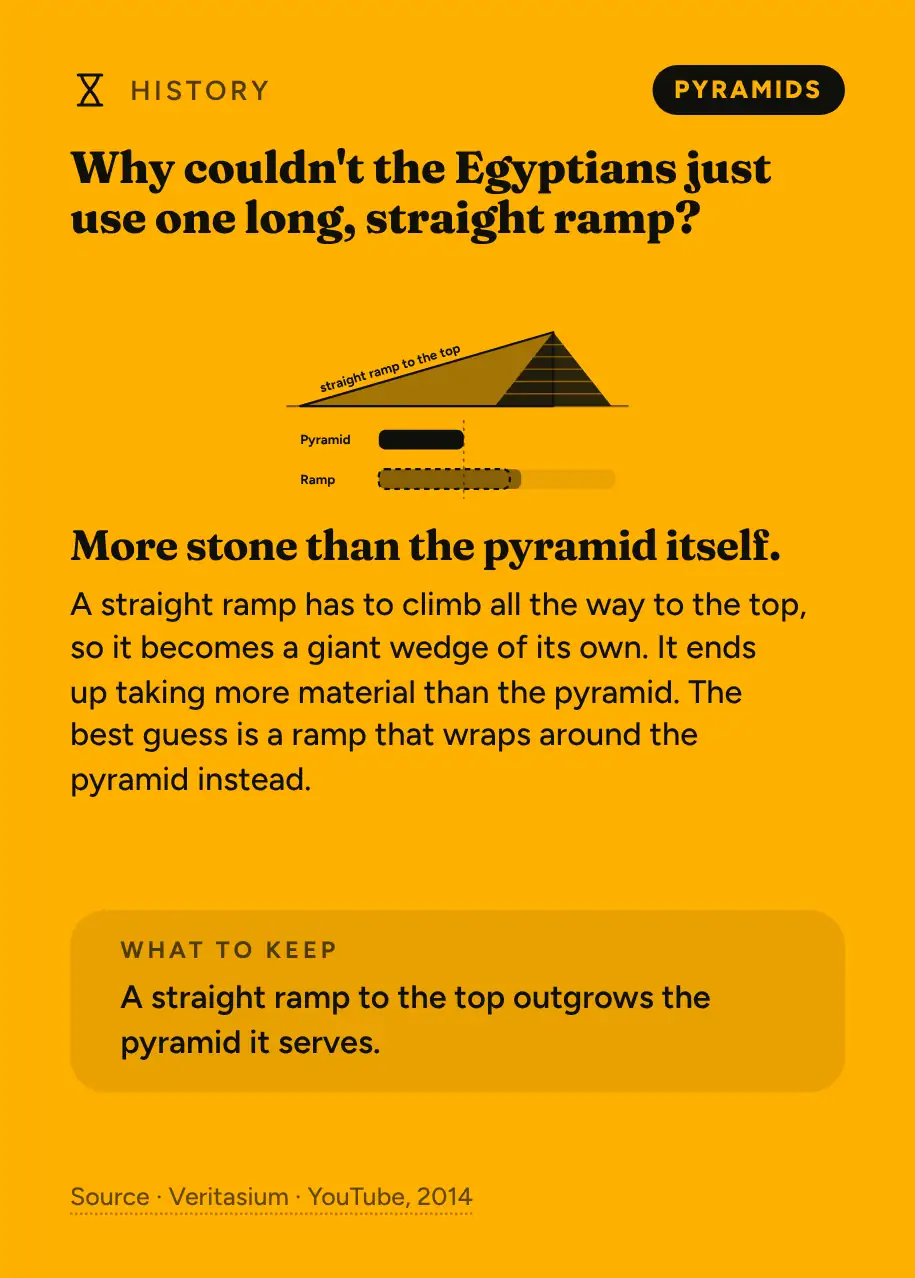 HISTORY
PYRAMIDS
Why couldn't the Egyptians just
use one long, straight ramp?
straight ramp to the top
Pyramid
Ramp
More stone than the pyramid itself.
A straight ramp has to climb all the way to the top,
so it becomes a giant wedge of its own. It ends
up taking more material than the pyramid. The
best guess is a ramp that wraps around the
pyramid instead.
WHAT TO KEEP
A straight ramp to the top outgrows the
pyramid it serves.
Source · Veritasium · YouTube, 2014